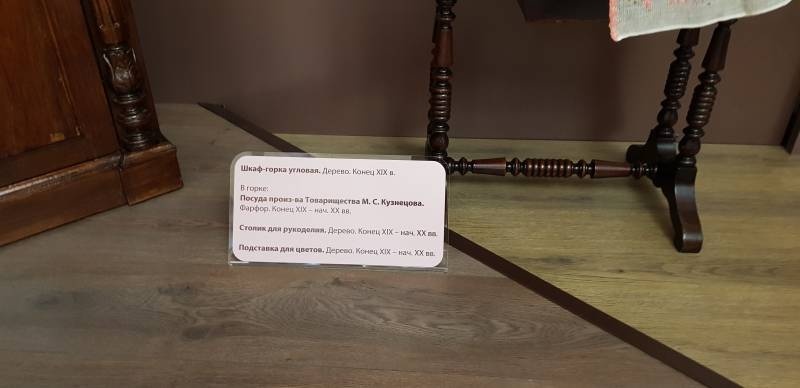 Шкаф-горка угловая. Дерево. Конец XIX в.
В горке:
Посуда произ-ва Товарищества М. С. Кузнецова.
Фарфор. Конец XIX – нач. XX вв.
Столик для рукоделия. Дерево. Конец XIX – нач. XX вв.
Подставка для цветов. Дерево. Конец XIX – нач. XX вв.